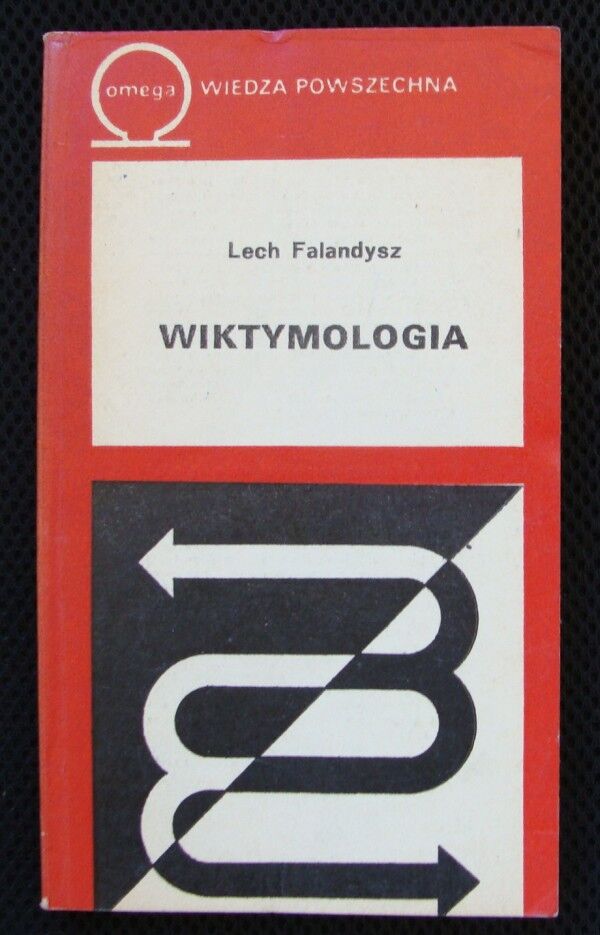 omega
WIEDZA POWSZECHNA
Lech Falandysz
WIKTYMOLOGIA